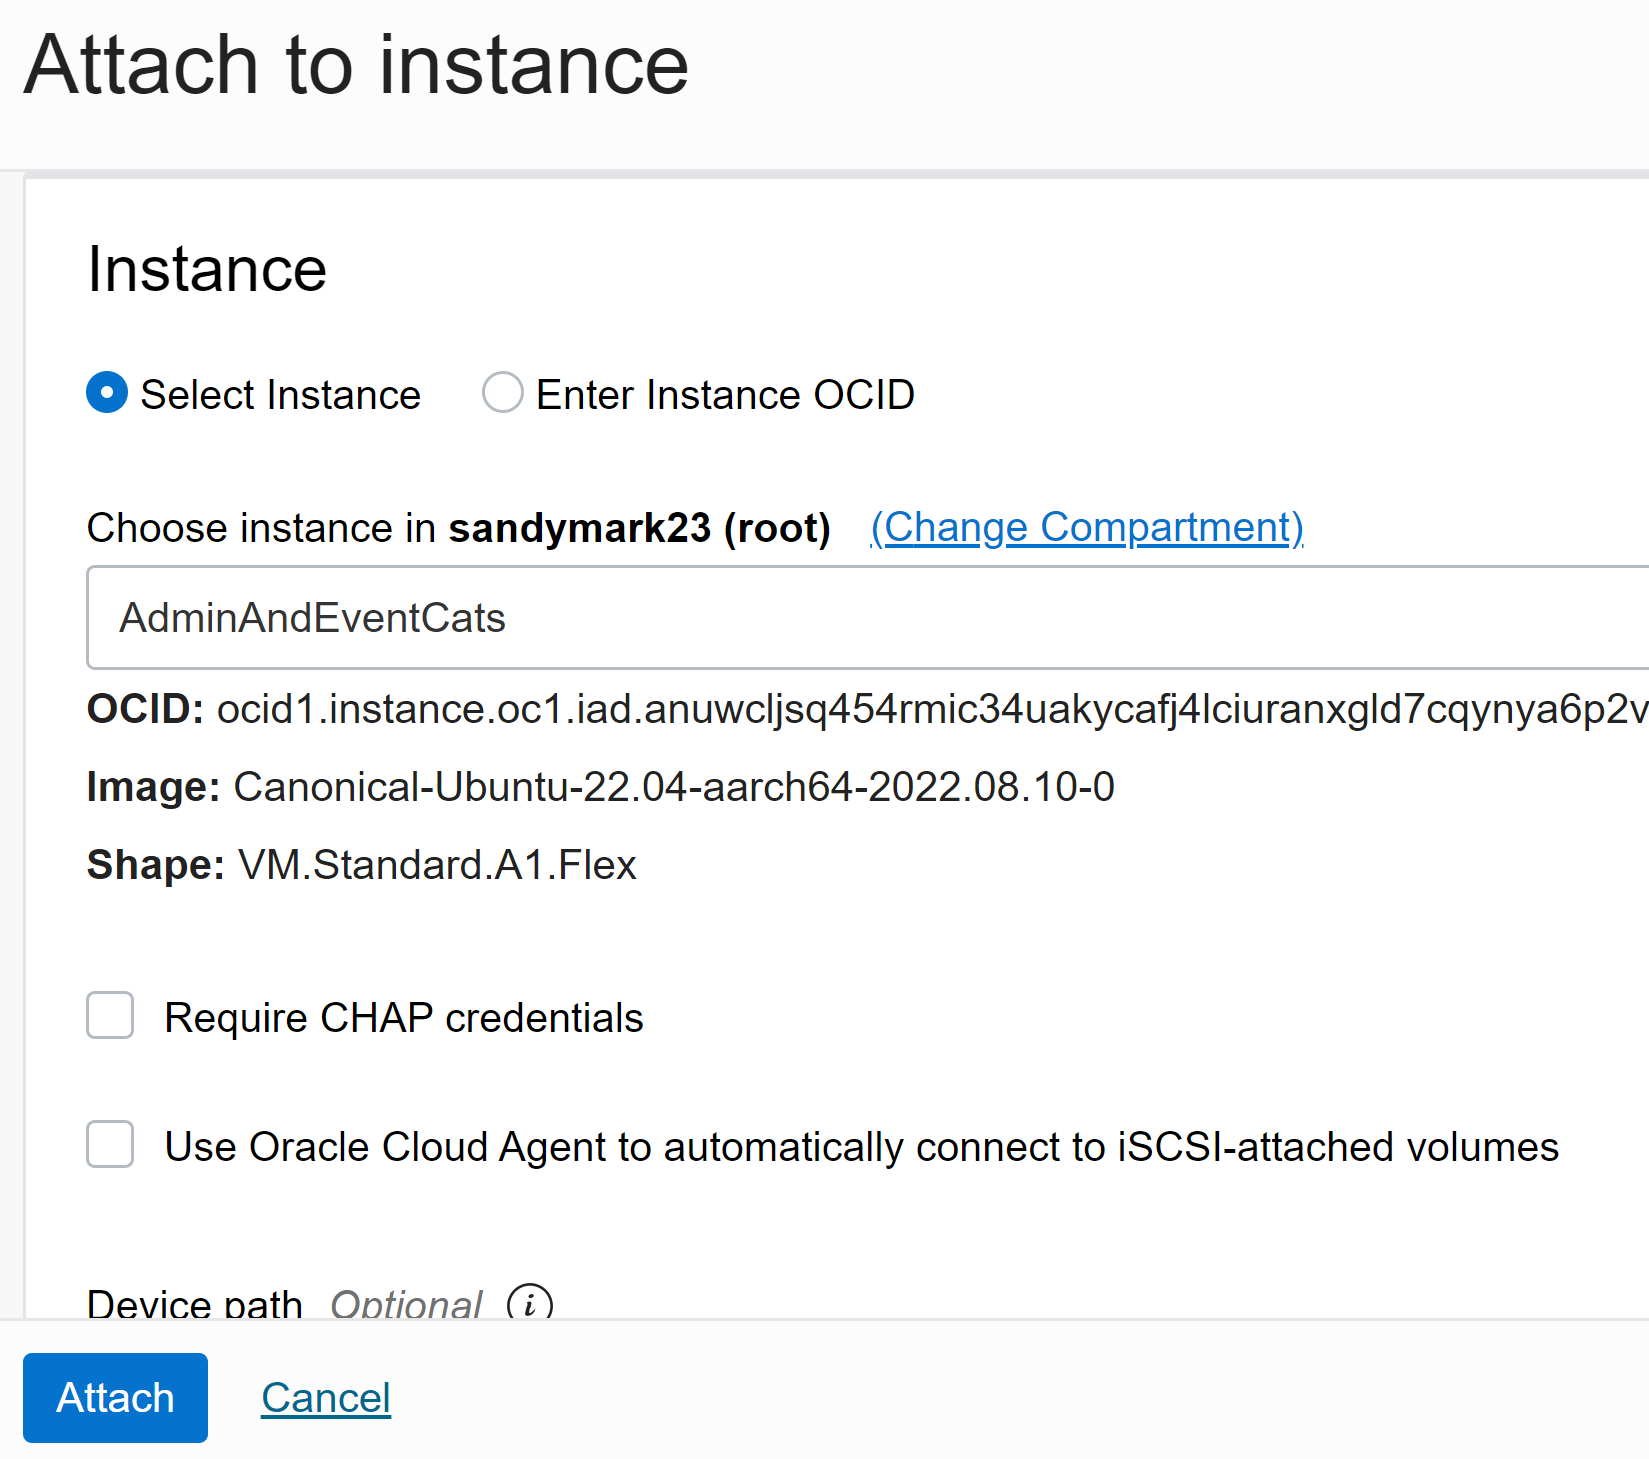 Attach to instance
Instance
Select Instance Enter Instance OCID
Choose instance in sandymark23 (root) (Change Compartment)
AdminAndEventCats
OCID: ocid1.instance.oc1.iad.anuwcljsq454rmic34uakycafj4lciuranxgld7cqynya6p2v
Image: Canonical-Ubuntu-22.04-aarch64-2022.08.10-0
Shape: VM.Standard.A1.Flex
Require CHAP credentials
Use Oracle Cloud Agent to automatically connect to iSCSI-attached volumes
Device path Optional i
Attach Cancel